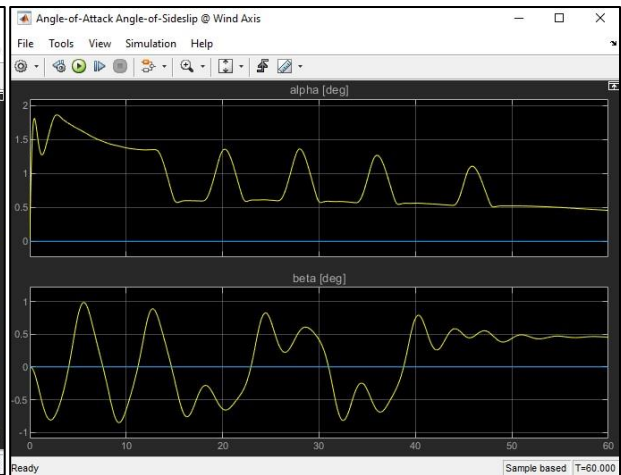 Angle-of-Attack Angle-of-Sideslip @ Wind Axis
File Tools View Simulation Help
alpha [deg]
2
1.5
1
0.5
0
beta [deg]
1
0.5
0
-0.5
-1
0 10 20 30 40 50 60
Ready Sample based T=60.000